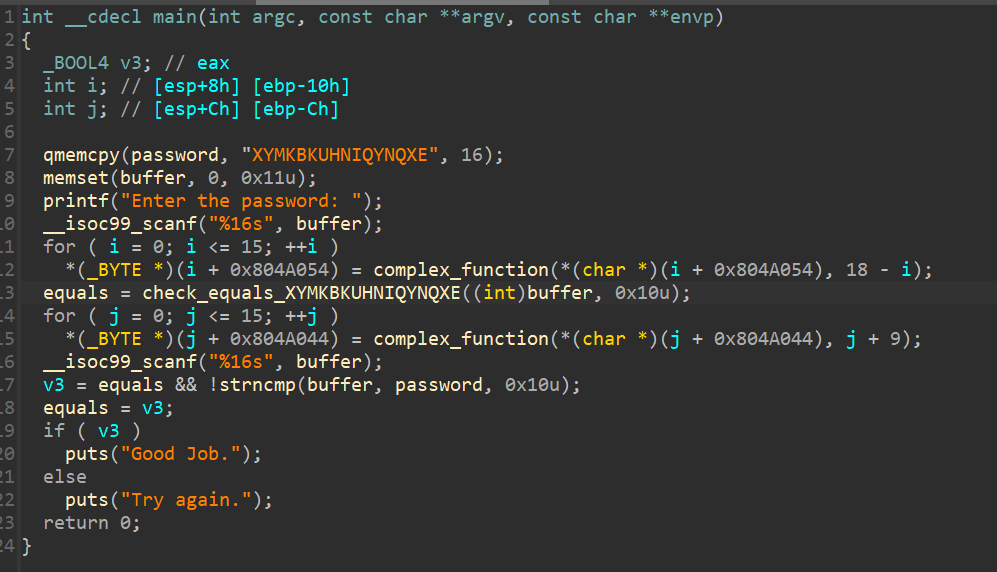 1 int __cdecl main(int argc, const char **argv, const char **envp)
2 {
3   _BOOL4 v3; // eax
4   int i; // [esp+8h] [ebp-10h]
5   int j; // [esp+Ch] [ebp-Ch]
6
7   qmemcpy(password, "XYMKBKUHNIQYNQXE", 16);
8   memset(buffer, 0, 0x11u);
9   printf("Enter the password: ");
10   __isoc99_scanf("%16s", buffer);
11   for ( i = 0; i <= 15; ++i )
12     *(_BYTE *)(i + 0x804A054) = complex_function(*(char *)(i + 0x804A054), 18 - i);
13   equals = check_equals_XYMKBKUHNIQYNQXE((int)buffer, 0x10u);
14   for ( j = 0; j <= 15; ++j )
15     *(_BYTE *)(j + 0x804A044) = complex_function(*(char *)(j + 0x804A044), j + 9);
16   __isoc99_scanf("%16s", buffer);
17   v3 = equals && !strncmp(buffer, password, 0x10u);
18   equals = v3;
19   if ( v3 )
20     puts("Good Job.");
21   else
22     puts("Try again.");
23   return 0;
24 }